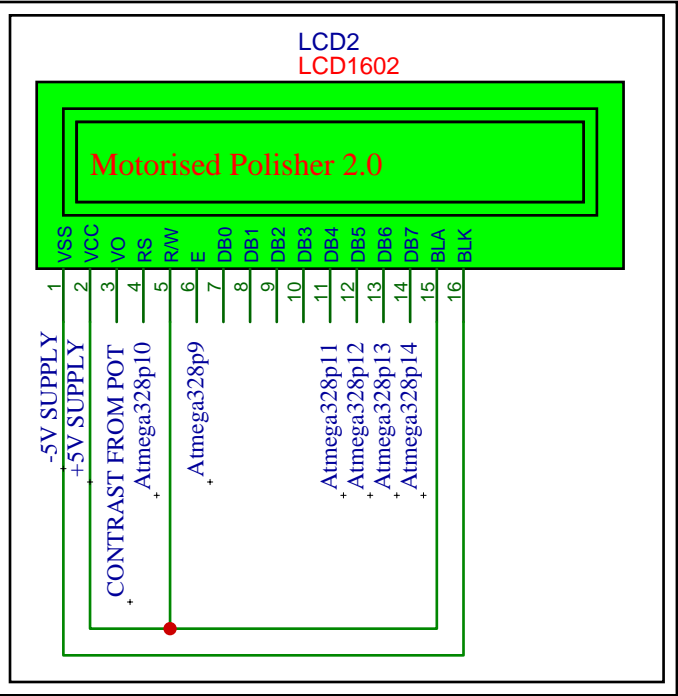 LCD2
LCD1602
Motorised Polisher 2.0
VSS
VCC
VO
RS
R/W
E
DB0
DB1
DB2
DB3
DB4
DB5
DB6
DB7
BLA
BLK
1
2
3
4
5
6
7
8
9
10
11
12
13
14
15
16
-5V SUPPLY
+5V SUPPLY
CONTRAST FROM POT
Atmega328p10
Atmega328p9
Atmega328p11
Atmega328p12
Atmega328p13
Atmega328p14